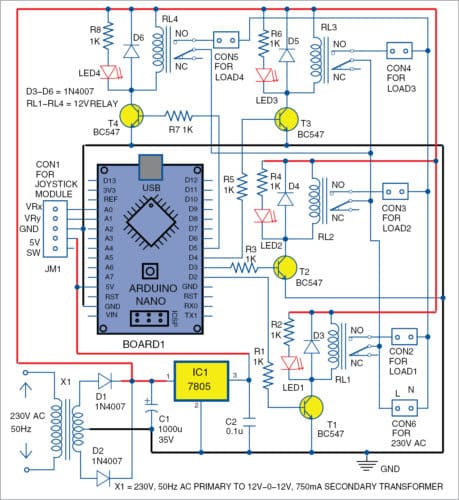 R8
1K
D6
RL4
NO
NC
CON5
FOR
LOAD4
R6
1K
D5
RL3
NO
NC
CON4
FOR
LOAD3
LED4
LED3
D3–D6 = 1N4007
RL1–RL4 = 12V RELAY
T4
BC547
R7 1K
T3
BC547
CON1
FOR
JOYSTICK
MODULE
VRx
VRy
GND
5V
SW
JM1
USB
D13
3V3
REF
A0
A1
A2
A3
A4
A5
A6
A7
5V
RST
GND
VIN
D12
D11
D10
D9
D8
D7
D6
D5
D4
D3
D2
GND
RST
RX0
TX1
ARDUINO
NANO
ICSP
BOARD1
R5
1K
R4
1K
D4
NO
NC
RL2
LED2
CON3
FOR
LOAD2
R3
1K
T2
BC547
R2
1K
D3
NO
NC
RL1
LED1
CON2
FOR
LOAD1
R1
1K
T1
BC547
L N
CON6
FOR
230V AC
GND
230V AC
50Hz
X1
D1
1N4007
D2
1N4007
C1
1000u
35V
IC1
7805
1
2
3
C2
0.1u
X1 = 230V, 50Hz AC PRIMARY TO 12V–0–12V, 750mA SECONDARY TRANSFORMER